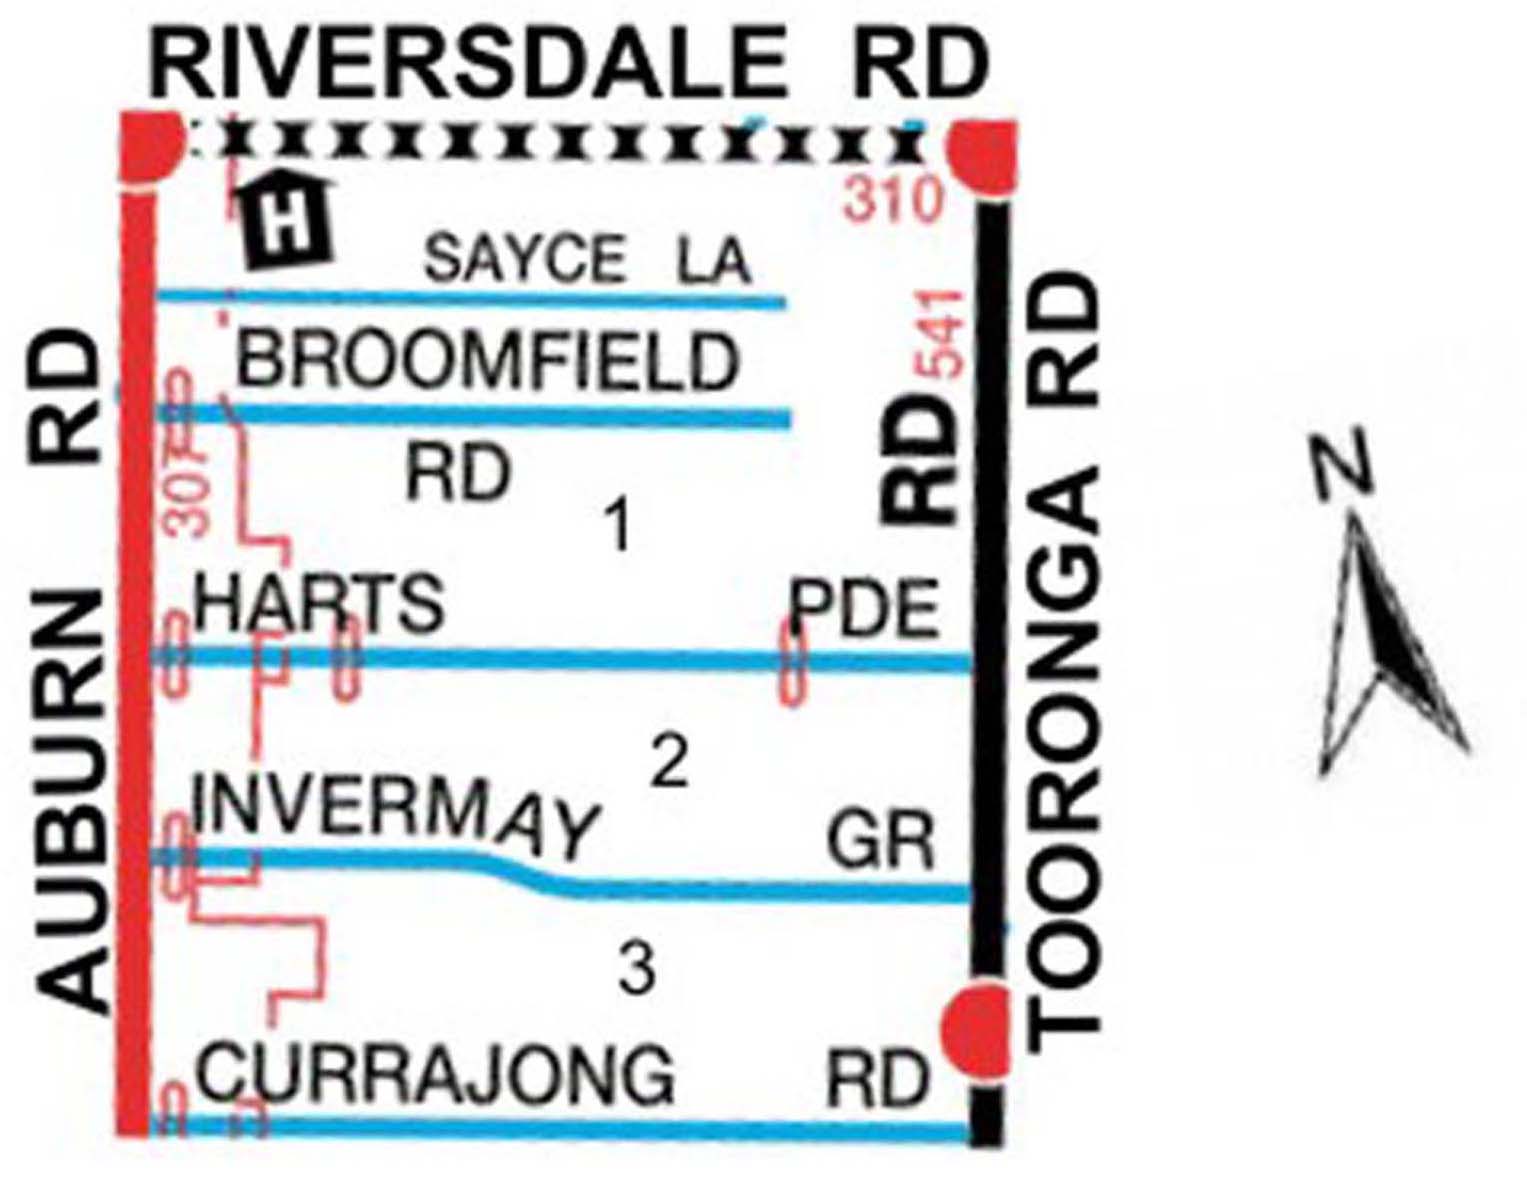 RIVERSDALE RD
310
H
SAYCE LA
BROOMFIELD
RD
541
RD
AUBURN RD
307
1
TOORONGA RD
HARTS PDE
2
INVERMAY GR
3
CURRAJONG RD
N